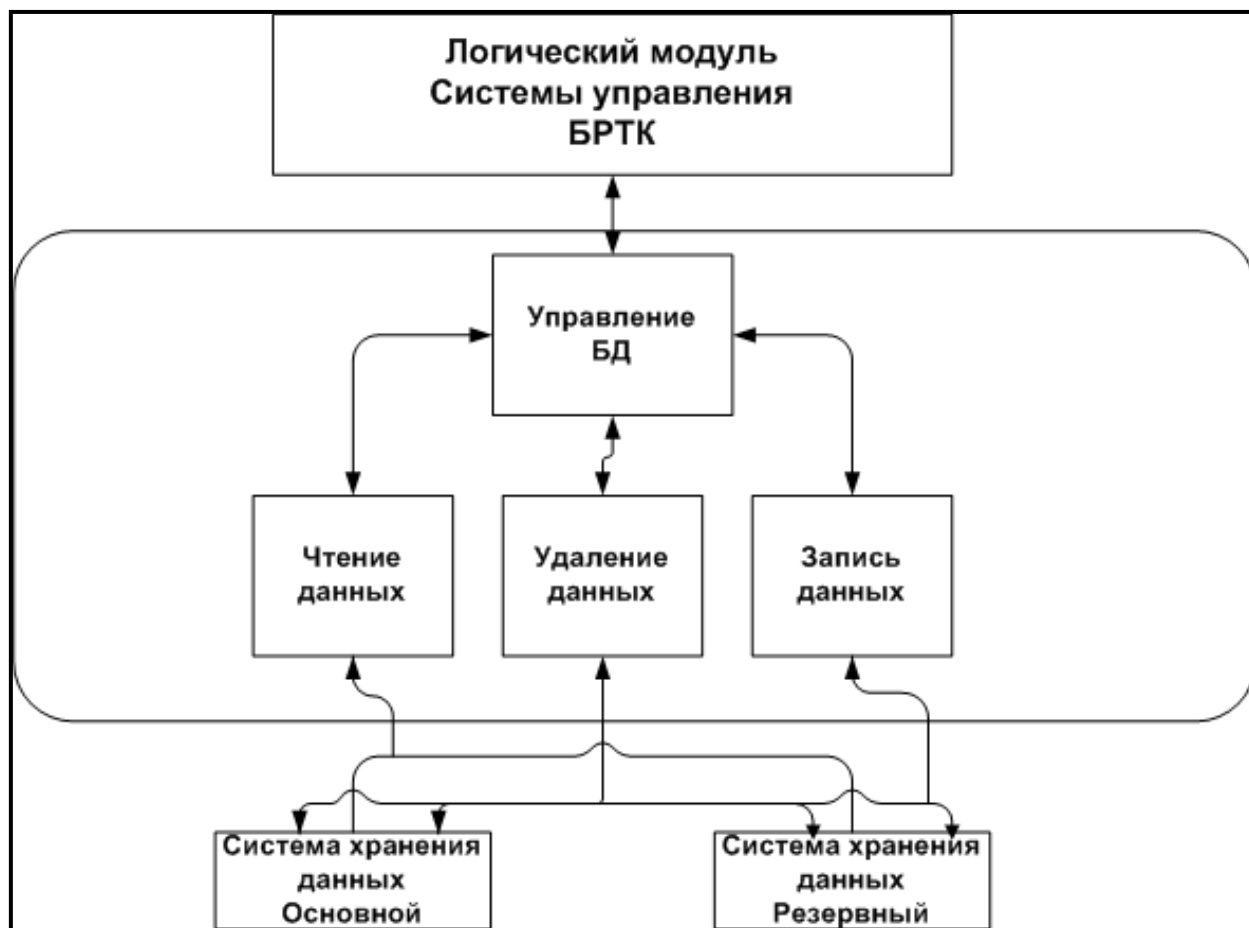 Логический модуль
Системы управления
БРТК
Управление
БД
Чтение
данных
Удаление
данных
Запись
данных
Система хранения
данных
Основной
Система хранения
данных
Резервный